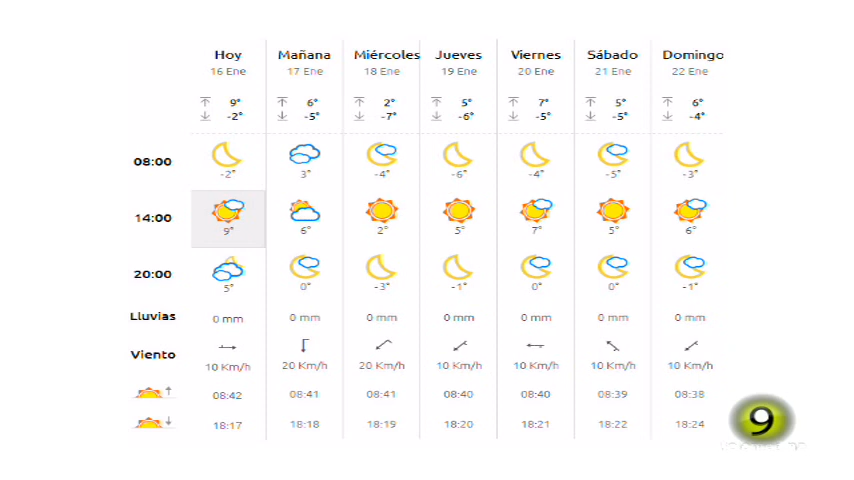 Hoy Mañana Miércoles Jueves Viernes Sábado Domingo
16 Ene 17 Ene 18 Ene 19 Ene 20 Ene 21 Ene 22 Ene
9° 6° 2° 5° 7° 5° 6°
-2° -5° -7° -6° -5° -5° -4°
08:00 -2° 3° -4° -6° -4° -5° -3°
14:00 9° 6° 2° 5° 7° 5° 6°
20:00 5° 0° -3° -1° 0° 0° -1°
Lluvias 0 mm 0 mm 0 mm 0 mm 0 mm 0 mm 0 mm
Viento 10 Km/h 20 Km/h 20 Km/h 10 Km/h 10 Km/h 10 Km/h 10 Km/h
08:42 08:41 08:41 08:40 08:40 08:39 08:38
18:17 18:18 18:19 18:20 18:21 18:22 18:24
9